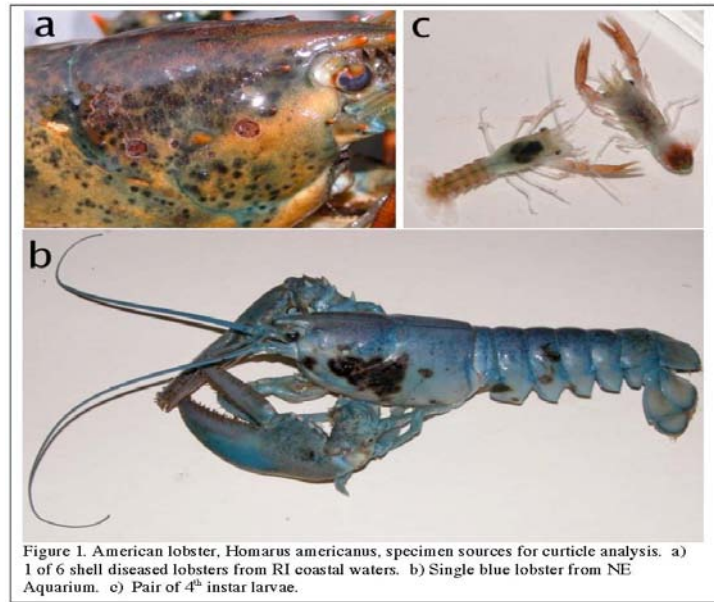 a
c
b
Figure 1. American lobster, Homarus americanus, specimen sources for curticle analysis. a)
1 of 6 shell diseased lobsters from RI coastal waters. b) Single blue lobster from NE
Aquarium. c) Pair of 4th instar larvae.